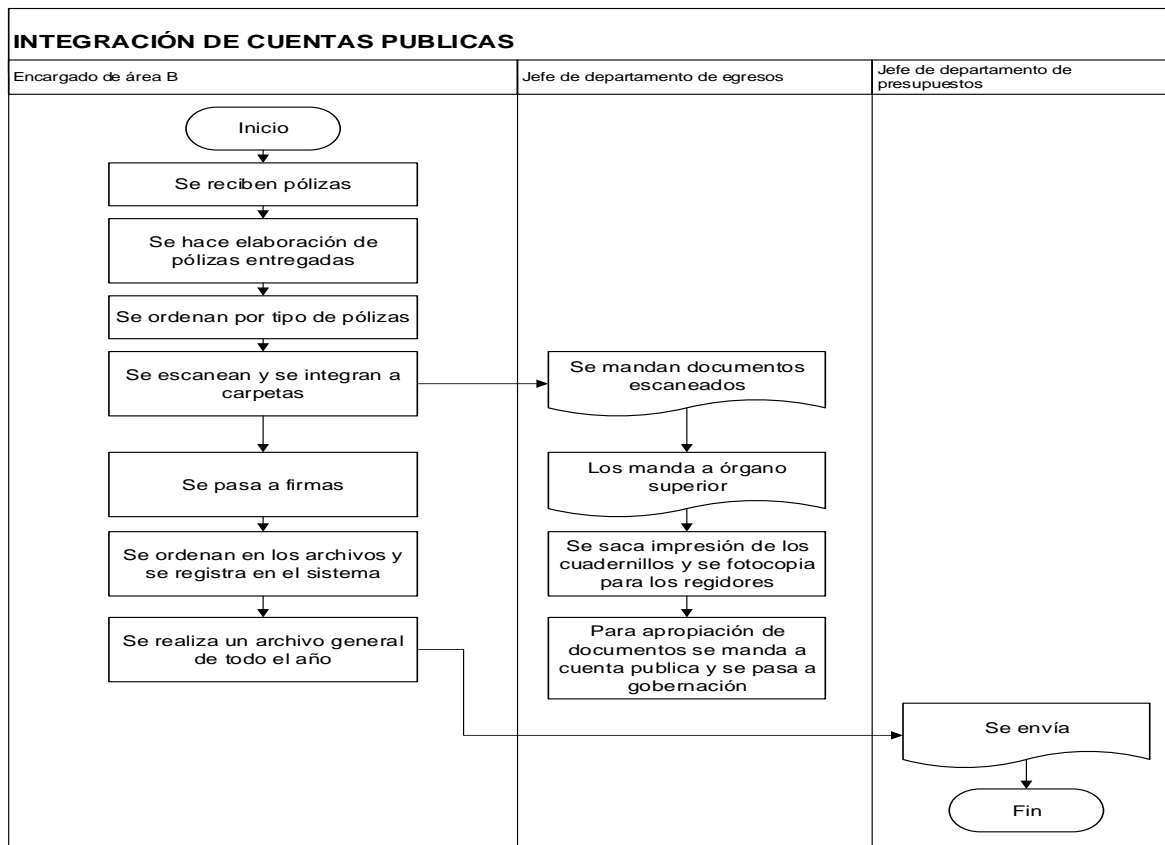 INTEGRACIÓN DE CUENTAS PUBLICAS
Encargado de área B
Jefe de departamento de egresos
Jefe de departamento de
presupuestos
Inicio
Se reciben pólizas
Se hace elaboración de
pólizas entregadas
Se ordenan por tipo de pólizas
Se escanean y se integran a
carpetas
Se pasa a firmas
Se ordenan en los archivos y
se registra en el sistema
Se realiza un archivo general
de todo el año
Se mandan documentos
escaneados
Los manda a órgano
superior
Se saca impresión de los
cuadernillos y se fotocopia
para los regidores
Para apropiación de
documentos se manda a
cuenta publica y se pasa a
gobernación
Se envía
Fin